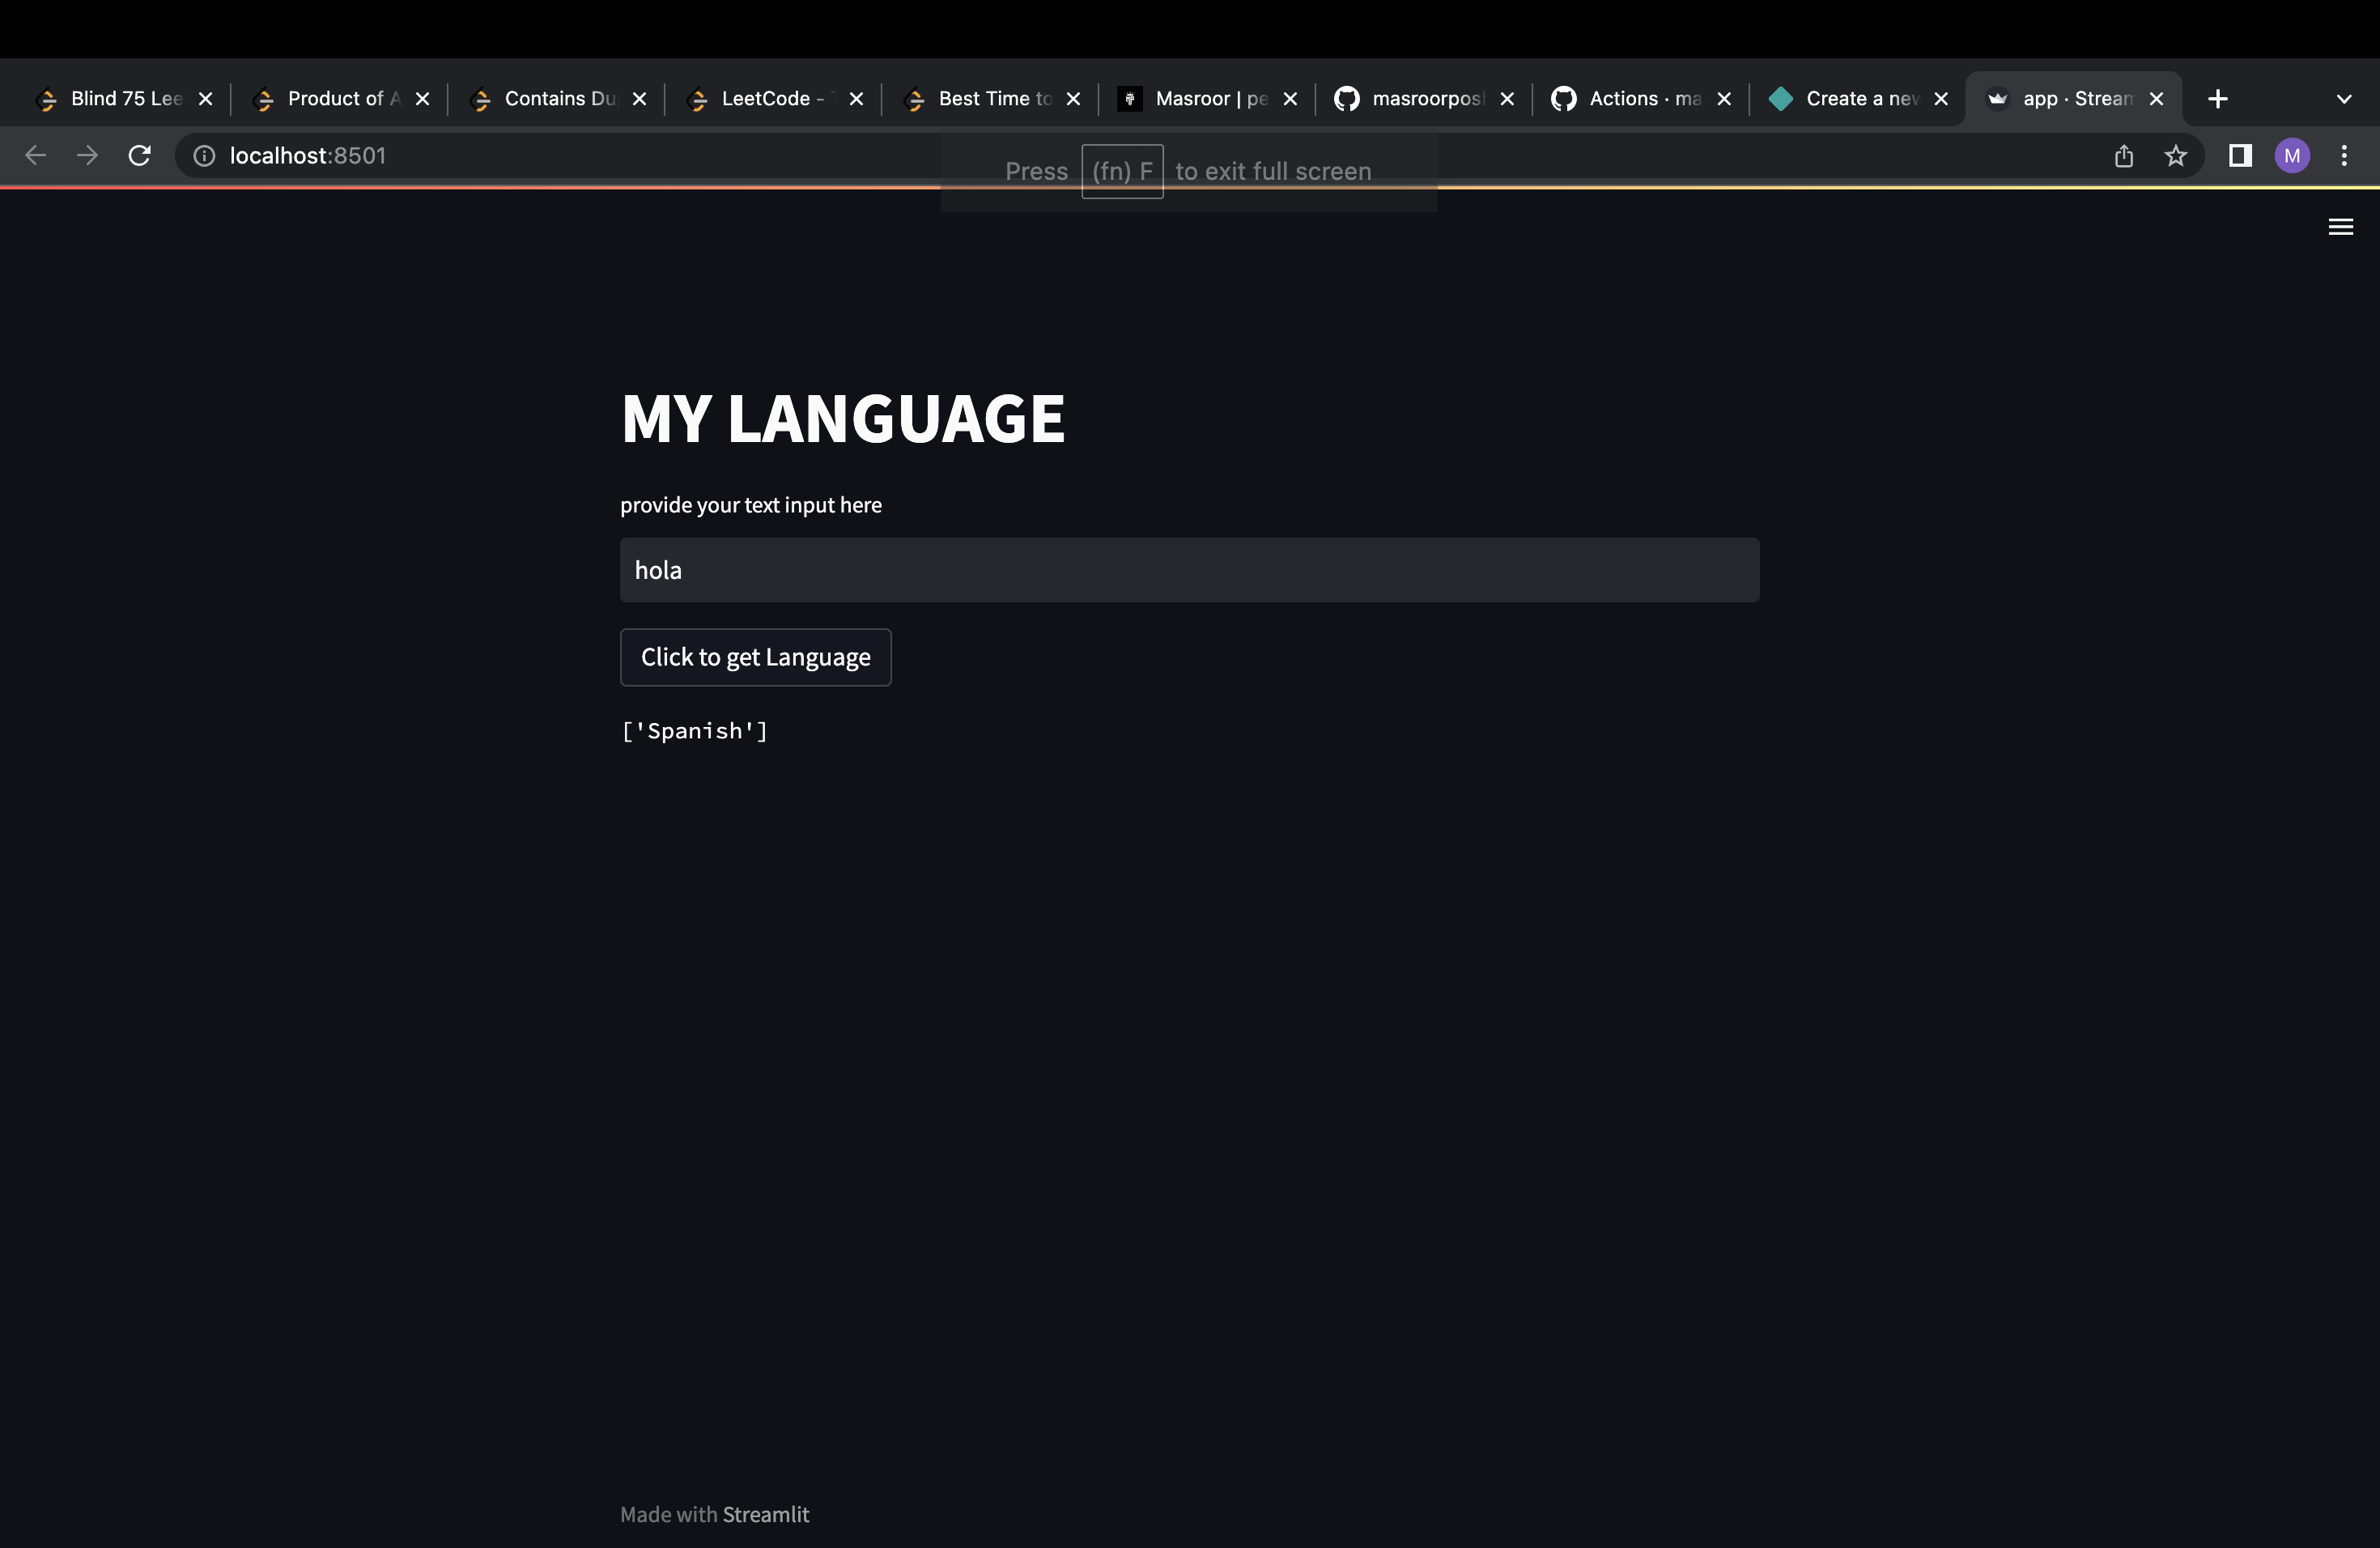 Blind 75 Lee
Product of A
Contains Du
LeetCode -
Best Time to
Masroor | pe
masroorpos
Actions · ma
Create a new
app · Stream
localhost:8501
Press (fn) F to exit full screen
M
MY LANGUAGE
provide your text input here
hola
Click to get Language
['Spanish']
Made with Streamlit